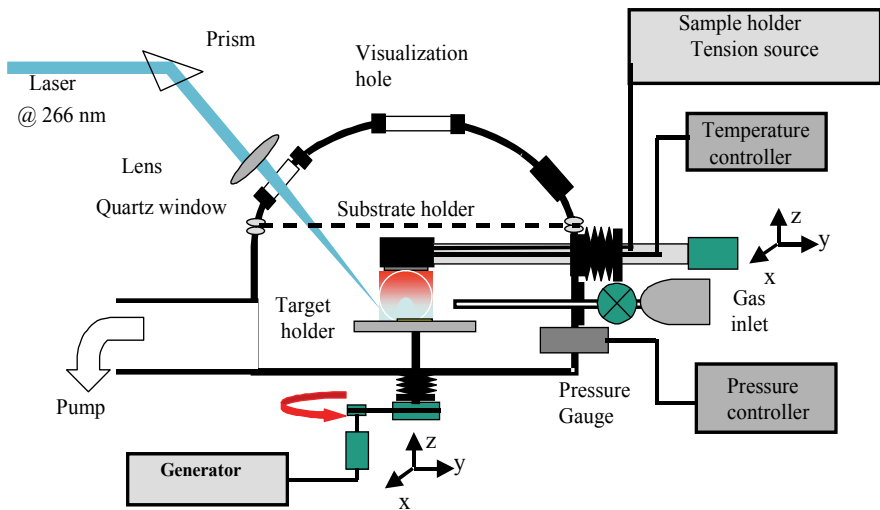 Sample holder
Tension source
Prism
Visualization
hole
Laser
@ 266 nm
Temperature
controller
Lens
Quartz window
Substrate holder
z
y
x
Target
holder
Gas
inlet
Pump
Pressure
Gauge
Pressure
controller
z
y
x
Generator